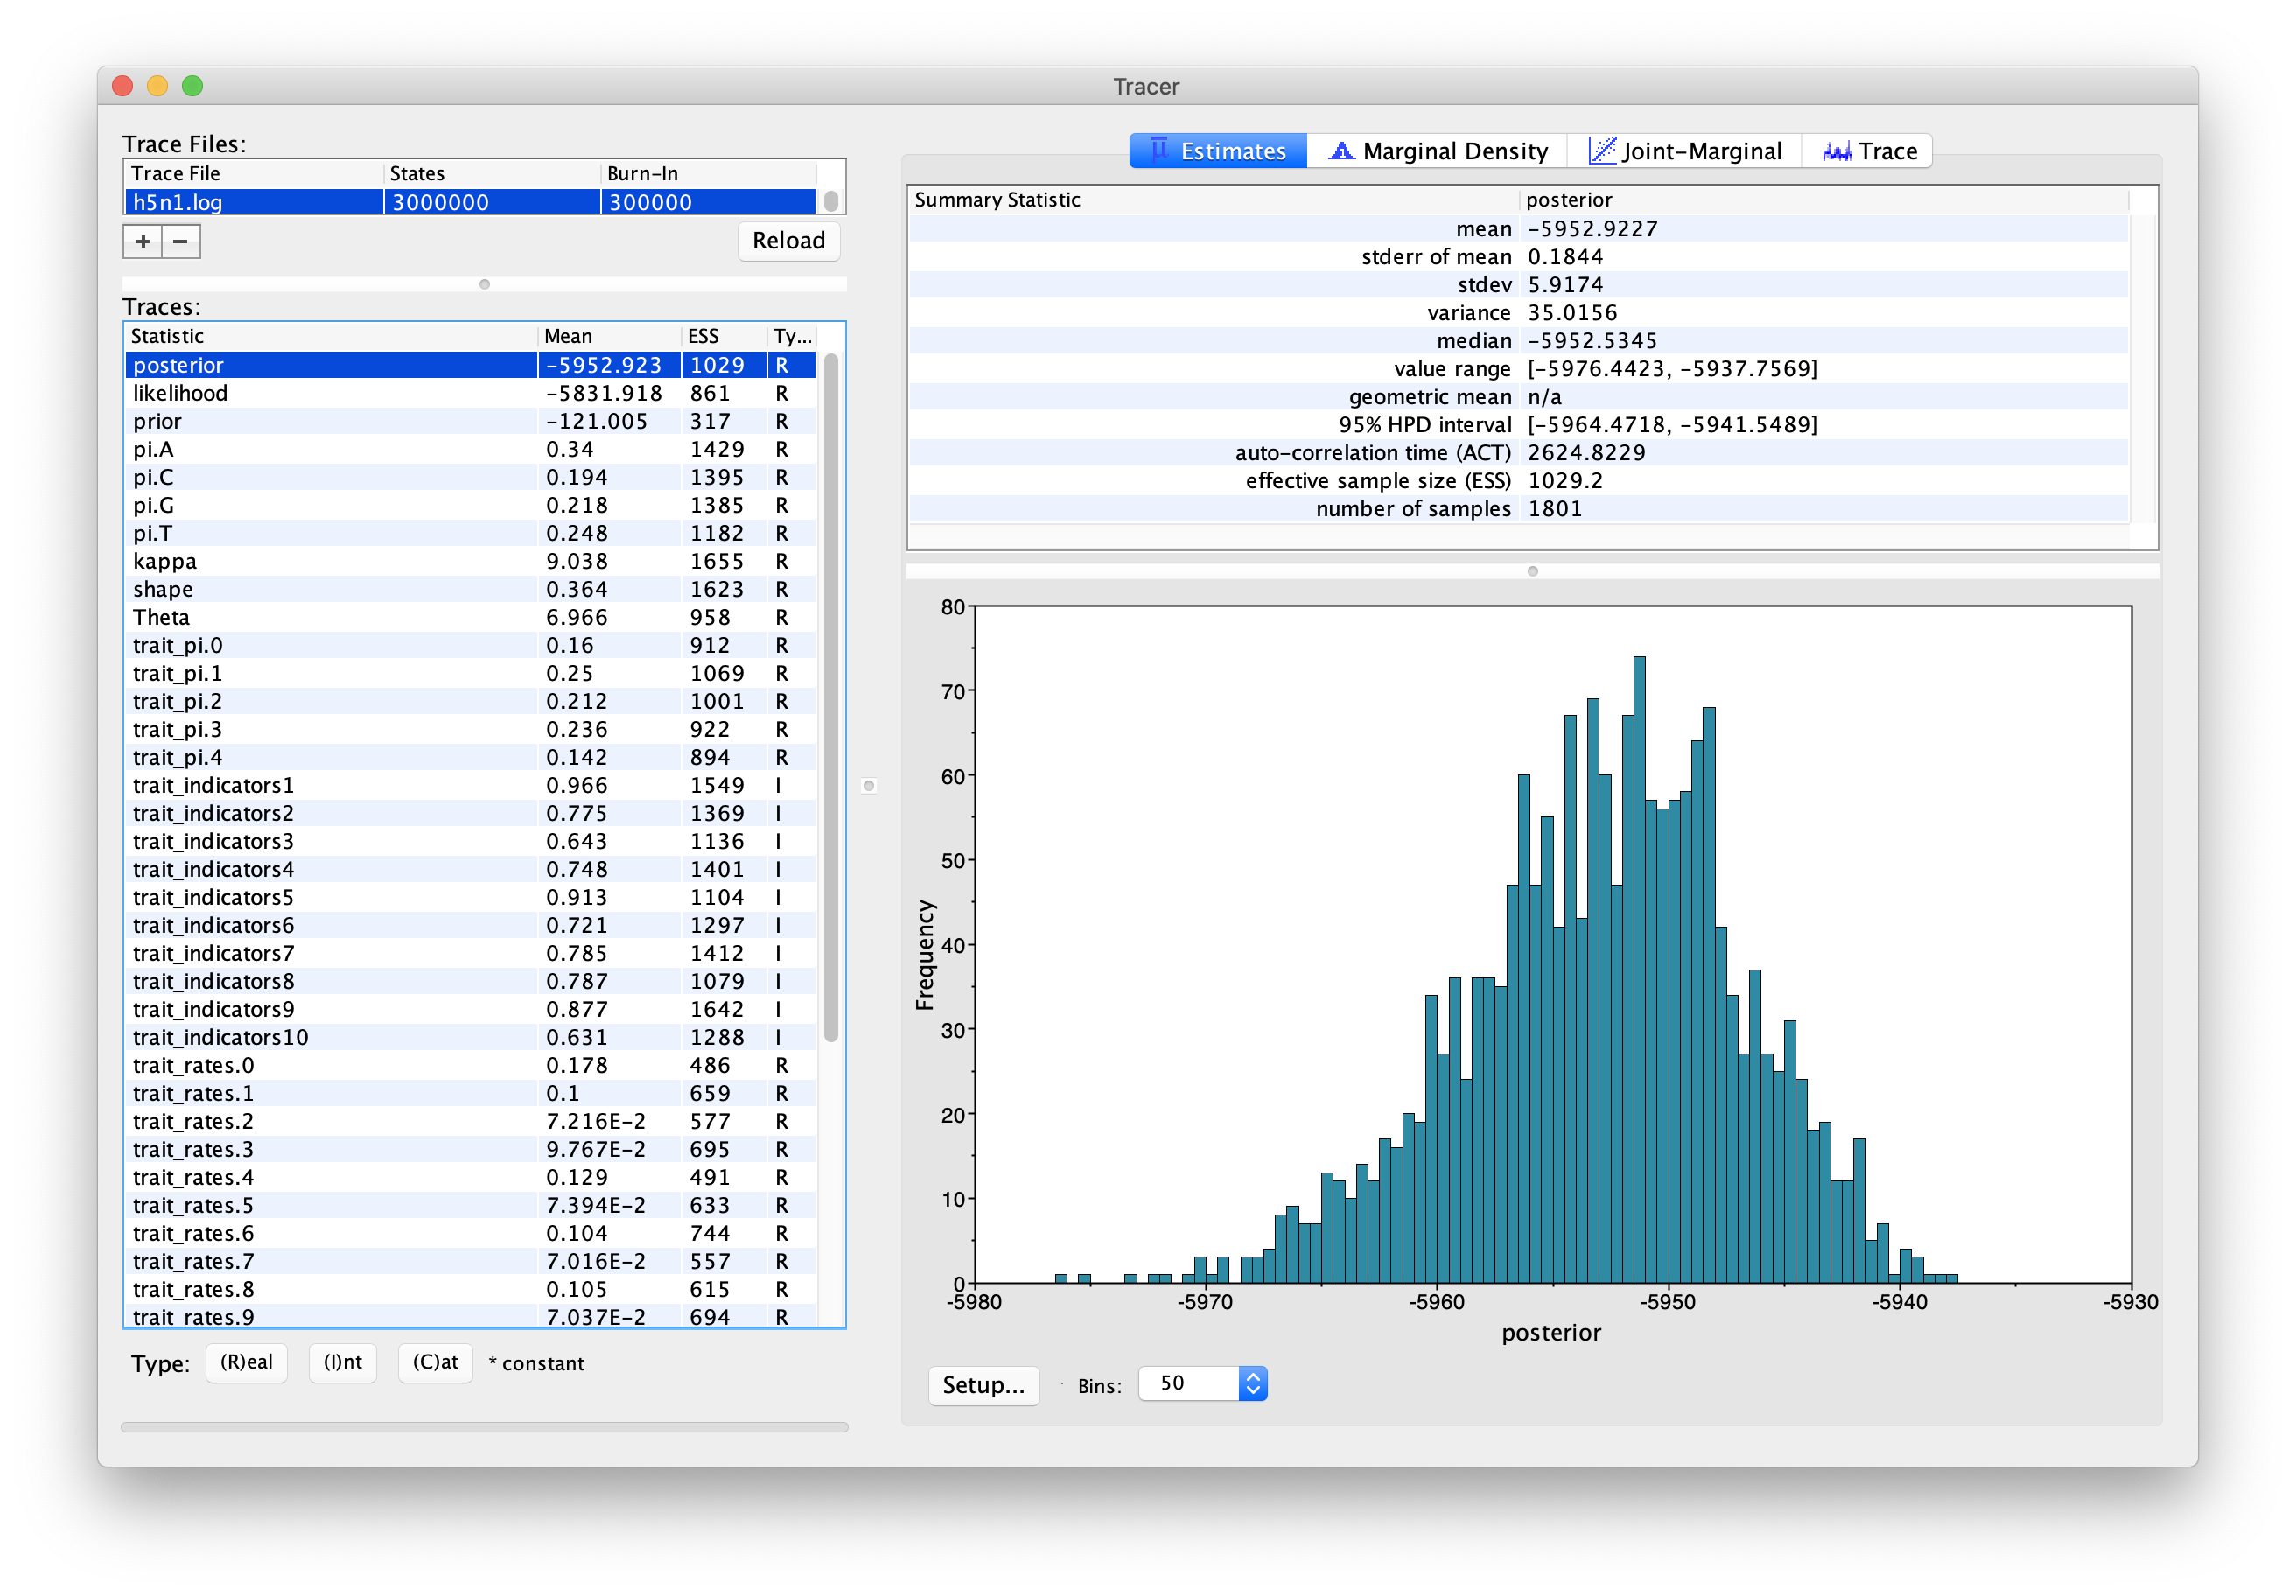 Tracer
Trace Files:
Trace File States Burn-In
h5n1.log 3000000 300000
+ −
Reload
Traces:
Statistic Mean ESS Ty...
posterior -5952.923 1029 R
likelihood -5831.918 861 R
prior -121.005 317 R
pi.A 0.34 1429 R
pi.C 0.194 1395 R
pi.G 0.218 1385 R
pi.T 0.248 1182 R
kappa 9.038 1655 R
shape 0.364 1623 R
Theta 6.966 958 R
trait_pi.0 0.16 912 R
trait_pi.1 0.25 1069 R
trait_pi.2 0.212 1001 R
trait_pi.3 0.236 922 R
trait_pi.4 0.142 894 R
trait_indicators1 0.966 1549 I
trait_indicators2 0.775 1369 I
trait_indicators3 0.643 1136 I
trait_indicators4 0.748 1401 I
trait_indicators5 0.913 1104 I
trait_indicators6 0.721 1297 I
trait_indicators7 0.785 1412 I
trait_indicators8 0.787 1079 I
trait_indicators9 0.877 1642 I
trait_indicators10 0.631 1288 I
trait_rates.0 0.178 486 R
trait_rates.1 0.1 659 R
trait_rates.2 7.216E-2 577 R
trait_rates.3 9.767E-2 695 R
trait_rates.4 0.129 491 R
trait_rates.5 7.394E-2 633 R
trait_rates.6 0.104 744 R
trait_rates.7 7.016E-2 557 R
trait_rates.8 0.105 615 R
trait_rates.9 7.037E-2 694 R
Type: (R)eal (I)nt (C)at * constant
Estimates Marginal Density Joint-Marginal Trace
Summary Statistic posterior
mean -5952.9227
stderr of mean 0.1844
stdev 5.9174
variance 35.0156
median -5952.5345
value range [-5976.4423, -5937.7569]
geometric mean n/a
95% HPD interval [-5964.4718, -5941.5489]
auto-correlation time (ACT) 2624.8229
effective sample size (ESS) 1029.2
number of samples 1801
80
70
60
50
40
30
20
10
0
Frequency
-5980 -5970 -5960 -5950 -5940 -5930
posterior
Setup... Bins: 50